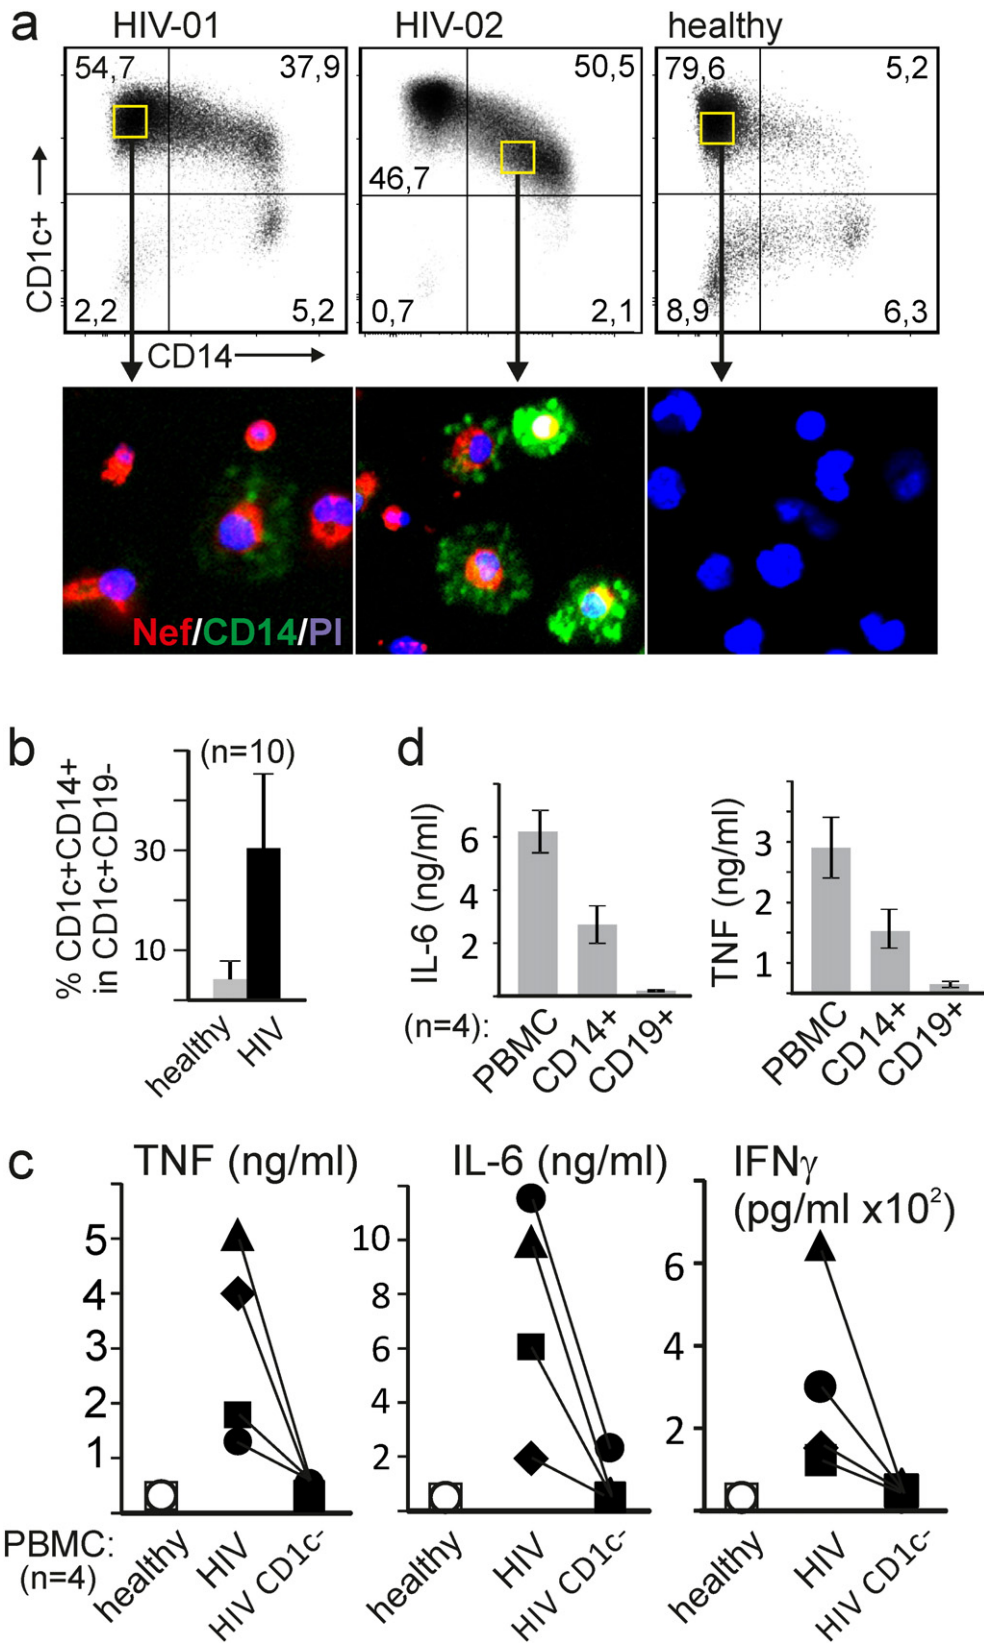 a
HIV-01
HIV-02
healthy
54,7
37,9
2,2
5,2
50,5
46,7
0,7
2,1
79,6
5,2
8,9
6,3
CD1c+
CD14
Nef/CD14/PI
b
(n=10)
% CD1c+CD14+
in CD1c+CD19-
30
10
healthy
HIV
d
IL-6 (ng/ml)
6
4
2
(n=4):
PBMC
CD14+
CD19+
TNF (ng/ml)
3
2
1
PBMC
CD14+
CD19+
c
TNF (ng/ml)
5
4
3
2
1
PBMC:
(n=4)
healthy
HIV
HIV CD1c-
IL-6 (ng/ml)
10
8
6
4
2
healthy
HIV
HIV CD1c-
IFNγ
(pg/ml x10²)
6
4
2
healthy
HIV
HIV CD1c-